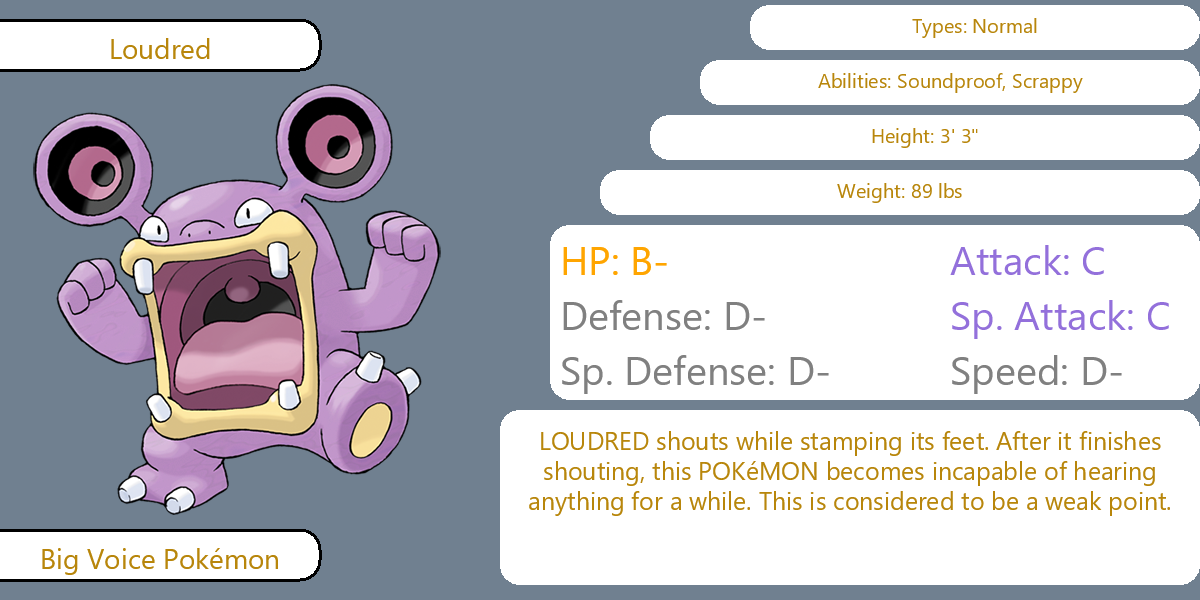 Loudred
Types: Normal
Abilities: Soundproof, Scrappy
Height: 3' 3"
Weight: 89 lbs
HP: B-
Attack: C
Defense: D-
Sp. Attack: C
Sp. Defense: D-
Speed: D-
LOUDRED shouts while stamping its feet. After it finishes
shouting, this POKéMON becomes incapable of hearing
anything for a while. This is considered to be a weak point.
Big Voice Pokémon